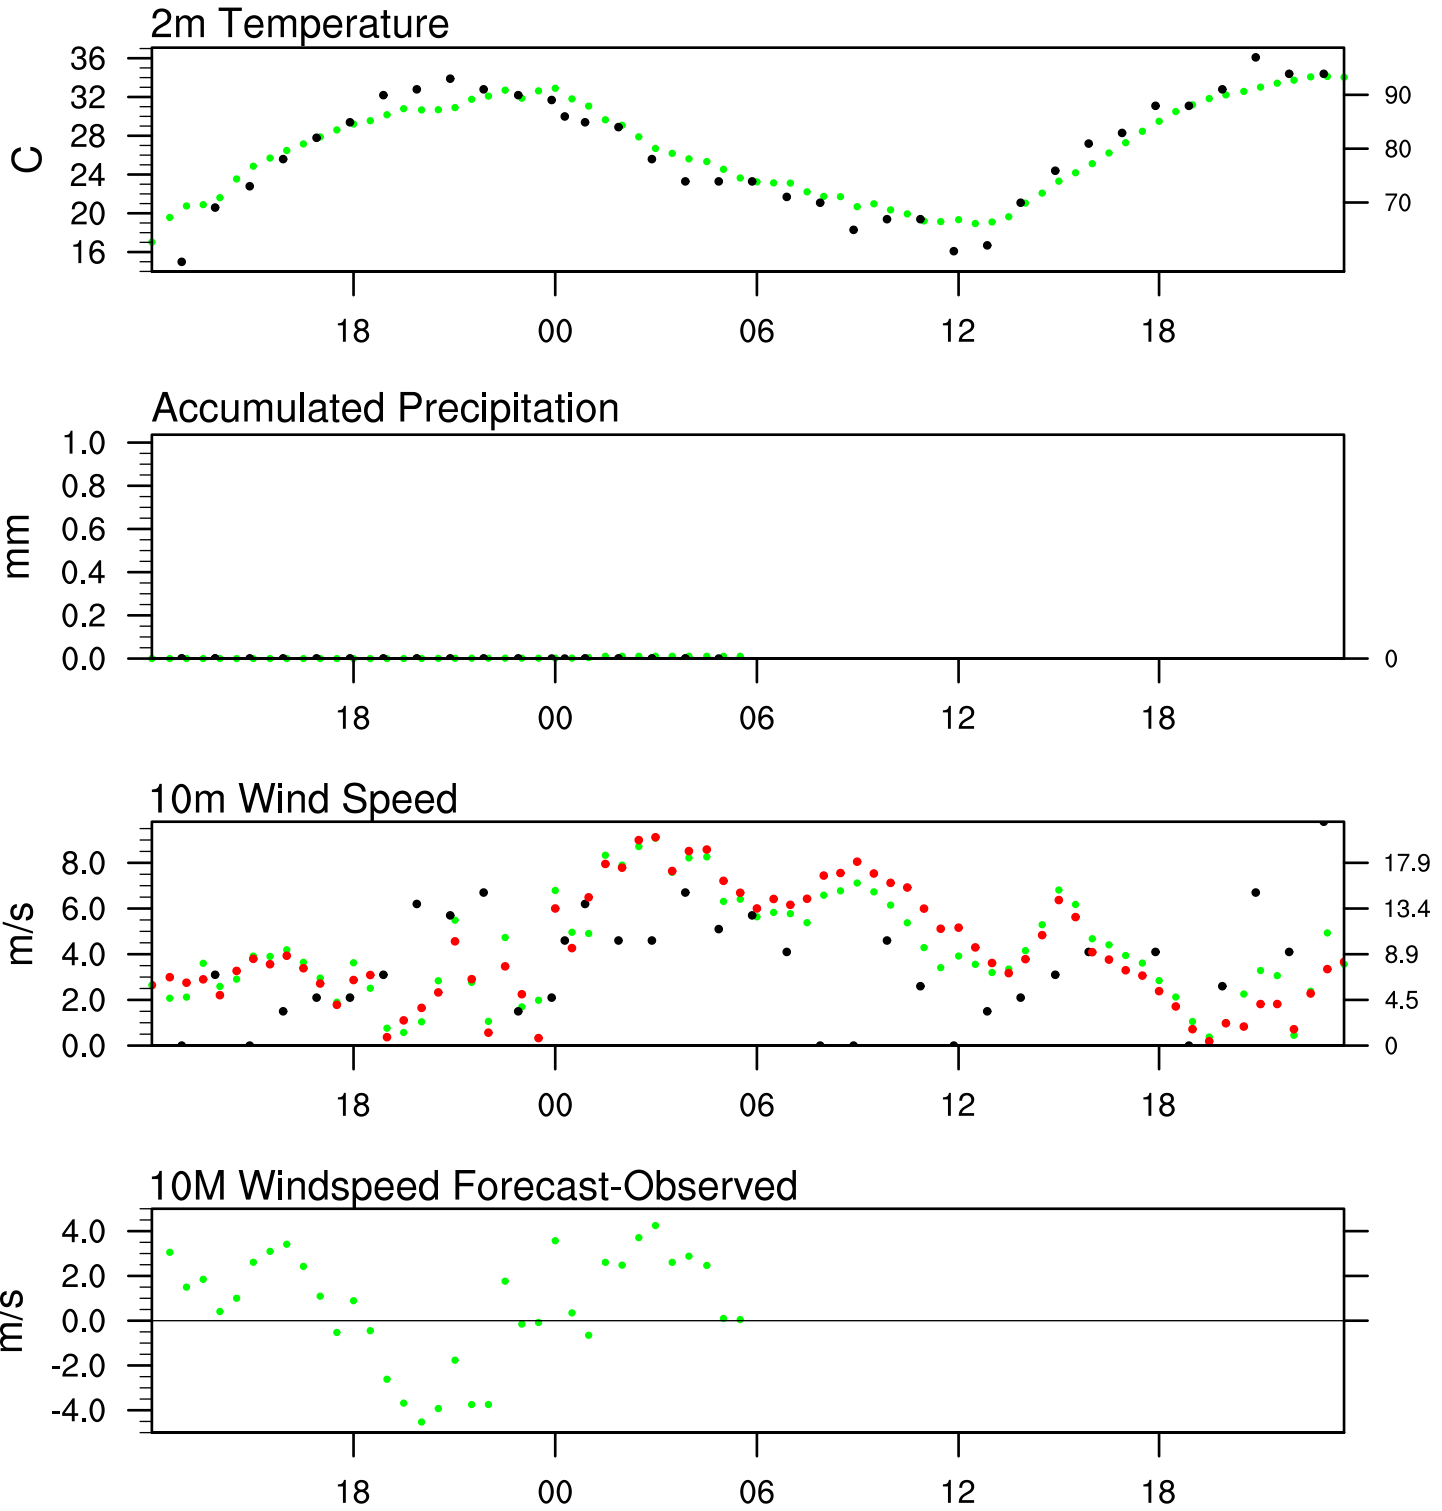 2m Temperature
36
32
28
24
20
16
C
90
80
70
18 00 06 12 18
Accumulated Precipitation
1.0
0.8
0.6
0.4
0.2
0.0
mm
0
18 00 06 12 18
10m Wind Speed
8.0
6.0
4.0
2.0
0.0
m/s
17.9
13.4
8.9
4.5
0
18 00 06 12 18
10M Windspeed Forecast-Observed
4.0
2.0
0.0
-2.0
-4.0
m/s
18 00 06 12 18